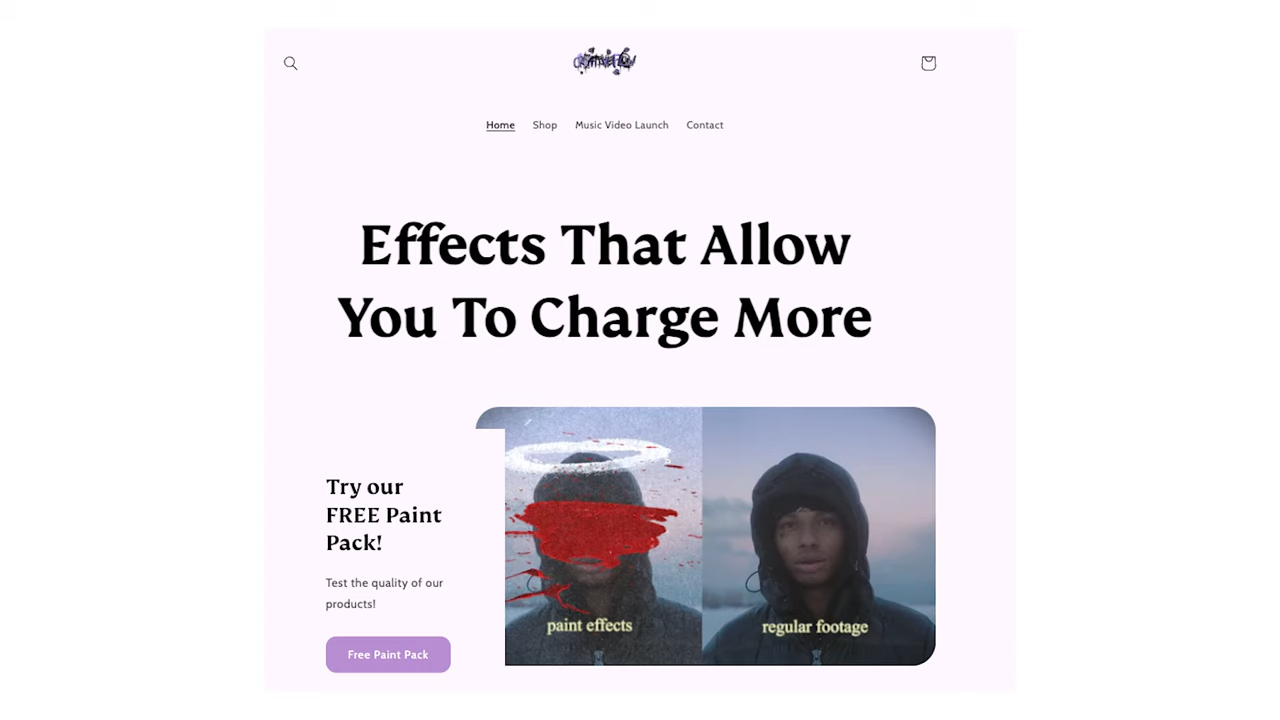 Home Shop Music Video Launch Contact
Effects That Allow
You To Charge More
Try our
FREE Paint
Pack!
Test the quality of our
products!
Free Paint Pack
paint effects
regular footage